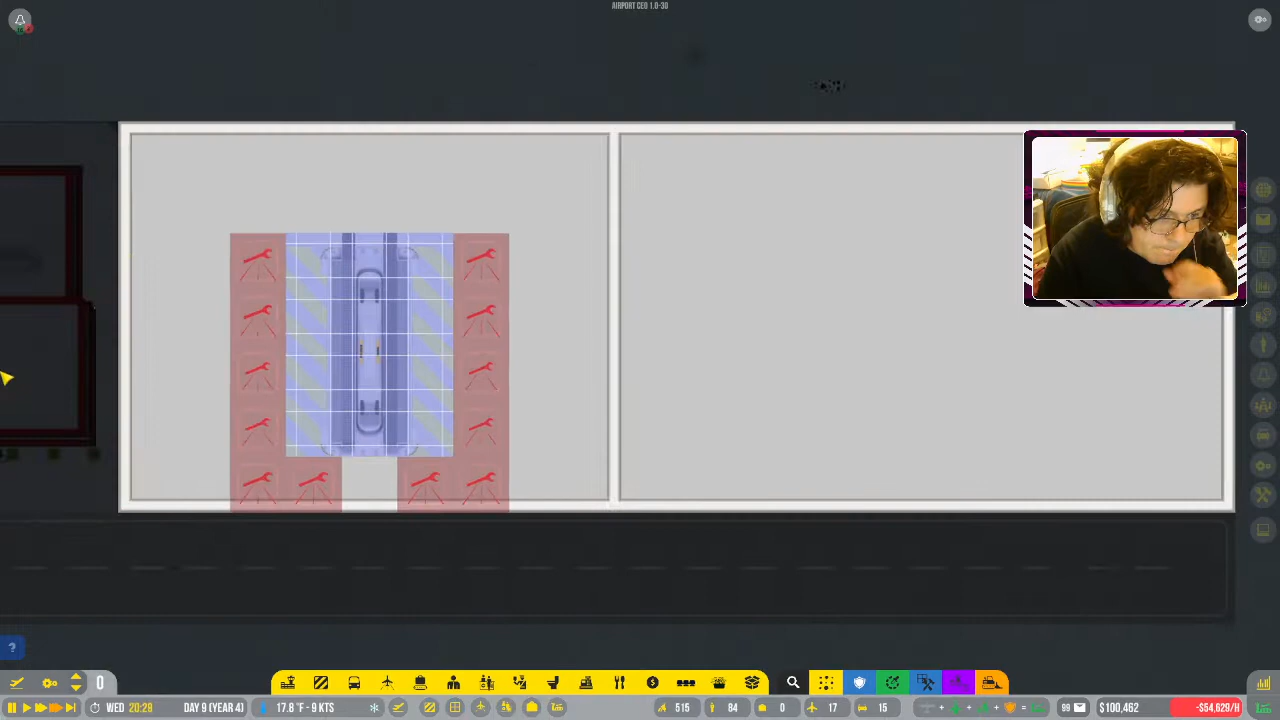 AIRPORT CEO 1.0-30
?
0
WED 20:28
DAY 9 (YEAR 4)
17.8 °F - 9 KTS
515
84
0
17
15
99
$100,462
-$54,629/H